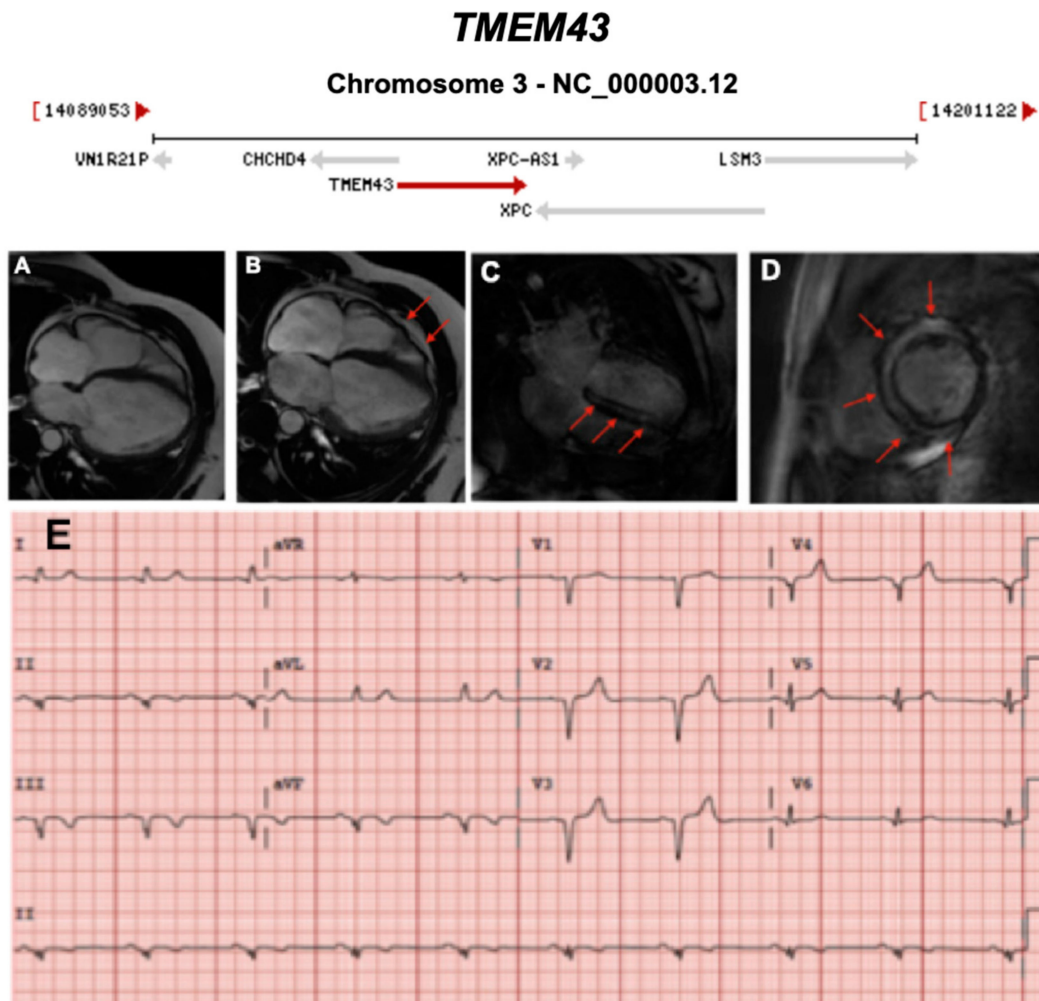 TMEM43
Chromosome 3 - NC_000003.12
[14089053 [14201122
VN1R21P CHCHD4 XPC-AS1 LSM3
TMEM43
XPC
A B C D
E
I aVR V1 V4
II aVL V2 V5
III aVF V3 V6
II